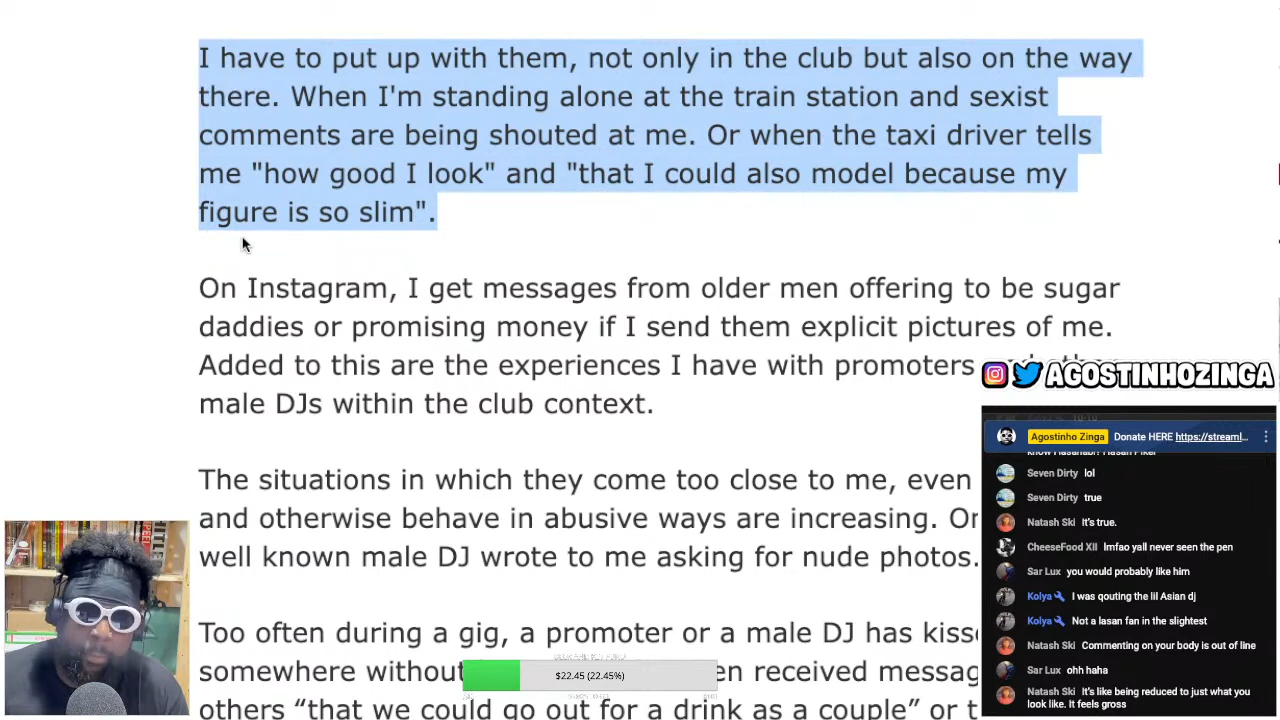 I have to put up with them, not only in the club but also on the way
there. When I'm standing alone at the train station and sexist
comments are being shouted at me. Or when the taxi driver tells
me "how good I look" and "that I could also model because my
figure is so slim".
On Instagram, I get messages from older men offering to be sugar
daddies or promising money if I send them explicit pictures of me.
Added to this are the experiences I have with promoters
male DJs within the club context.
The situations in which they come too close to me, even
and otherwise behave in abusive ways are increasing.
well known male DJ wrote to me asking for nude photos.
Too often during a gig, a promoter or a male DJ has
somewhere without received
others “that we could go out for a drink as a couple” or
$22.45 (22.45%)
AGOSTINHOZINGA
Agostinho Zinga Donate HERE https://streaml...
Seven Dirty lol
Seven Dirty true
Natash Ski It's true.
CheeseFood XII lmfao yall never seen the pen
Sar Lux you would probably like him
Kolya I was qouting the lil Asian dj
Kolya Not a lasan fan in the slightest
Natash Ski Commenting on your body is out of line
Sar Lux ohh haha
Natash Ski It's like being reduced to just what you
look like. It feels gross